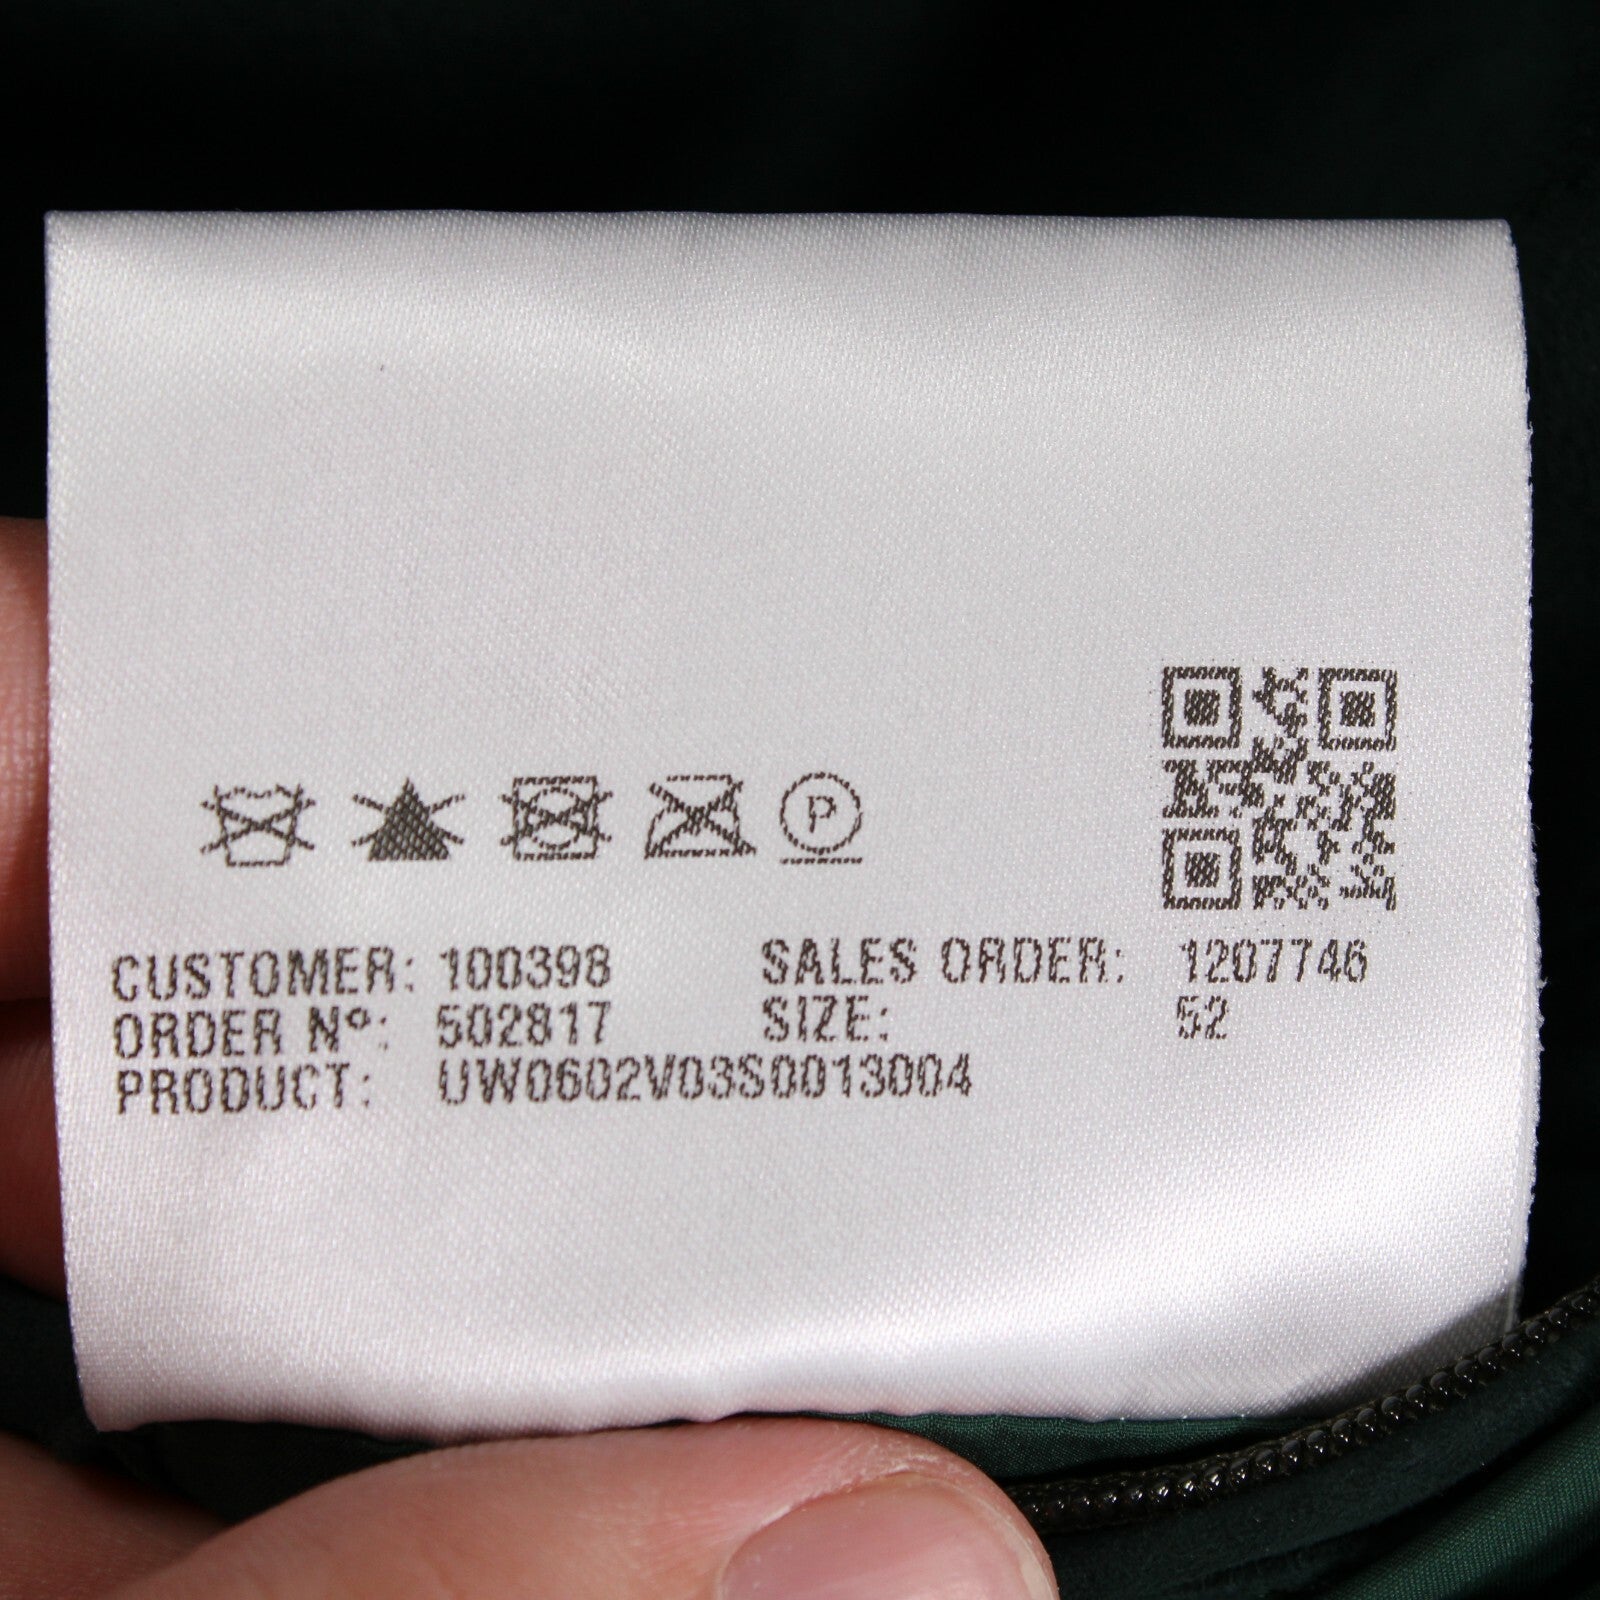 P
CUSTOMER: 100398 SALES ORDER: 1207746
ORDER Nº: 502817 SIZE: 52
PRODUCT: UW0602V03S0013004